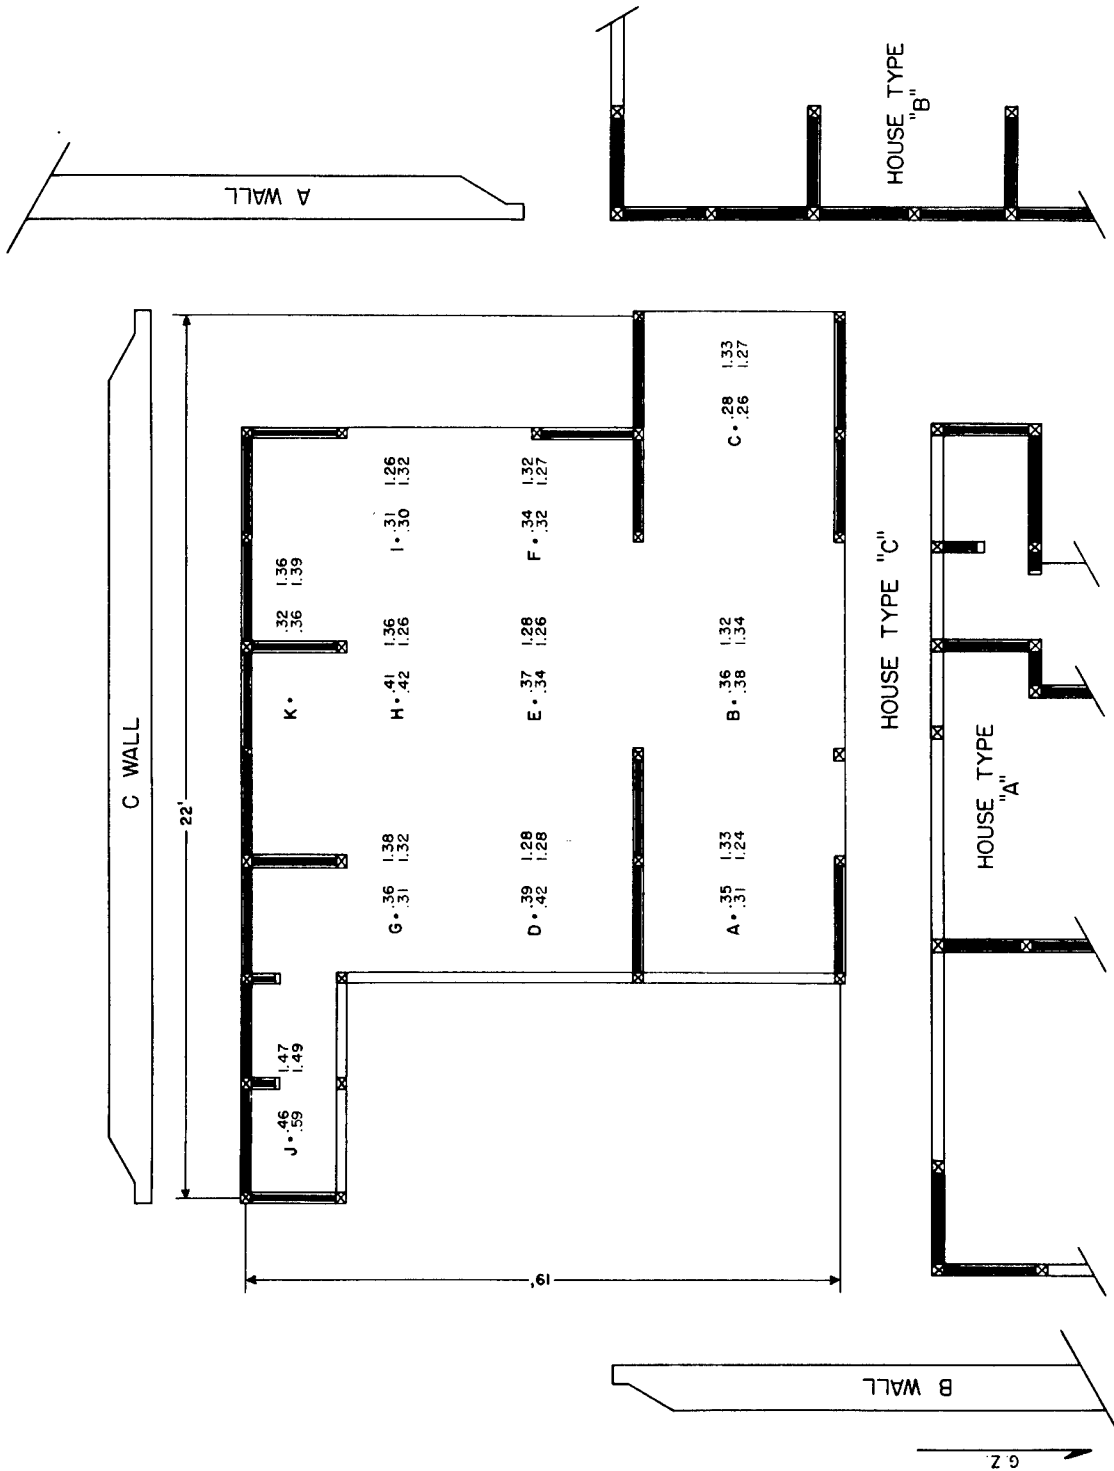 C WALL
22'
A WALL
19'
J • .46 1.47
.59 1.49
K • .32 1.36
.36 1.39
G • .36 1.38
.31 1.32
H • .41 1.36
.42 1.26
I • .31 1.26
.30 1.32
D • .39 1.28
.42 1.28
E • .37 1.28
.34 1.26
F • .34 1.32
.32 1.27
A • .35 1.33
.31 1.24
B • .36 1.32
.38 1.34
C • .28 1.33
.26 1.27
HOUSE TYPE "C"
HOUSE TYPE
"B"
HOUSE TYPE
"A"
B WALL
G.Z.